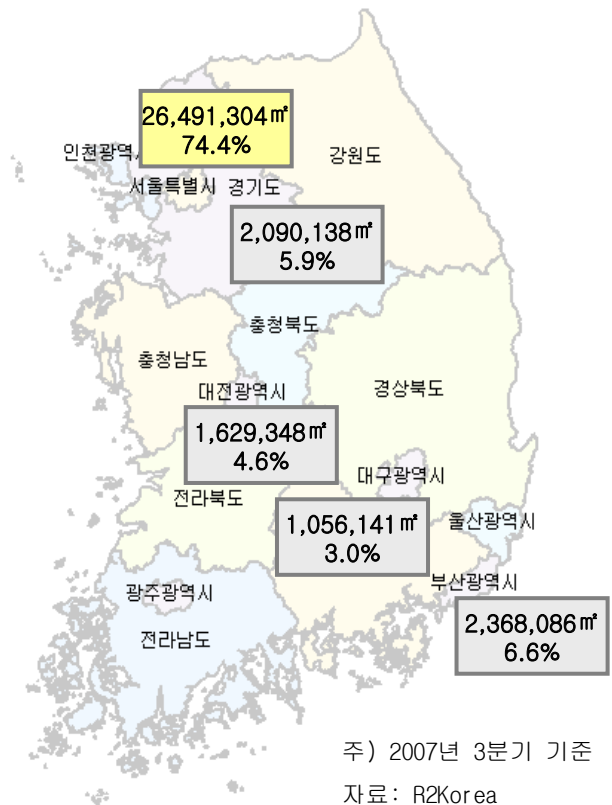 26,491,304㎡
74.4%
인천광역시
강원도
서울특별시 경기도
2,090,138㎡
5.9%
충청북도
충청남도
경상북도
대전광역시
1,629,348㎡
4.6%
대구광역시
전라북도
1,056,141㎡
3.0%
울산광역시
부산광역시
광주광역시
2,368,086㎡
6.6%
전라남도
주) 2007년 3분기 기준
자료: R2Korea